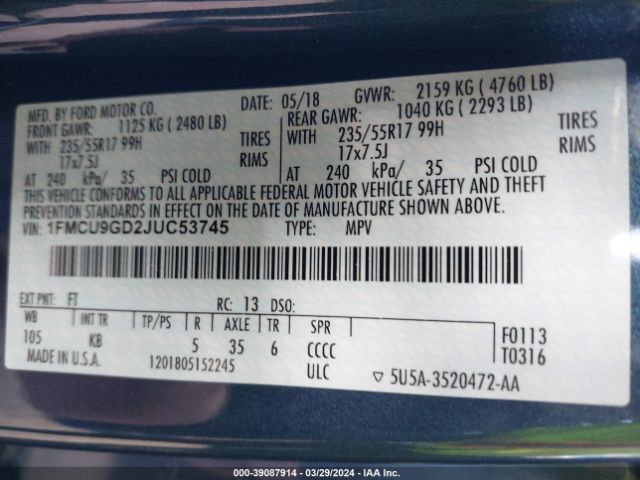 MFD. BY FORD MOTOR CO.
DATE: 05/18 GVWR: 2159 KG ( 4760 LB)
FRONT GAWR: 1125 KG ( 2480 LB)
REAR GAWR: 1040 KG ( 2293 LB)
WITH 235/55R17 99H TIRES
WITH 235/55R17 99H TIRES
17x7.5J RIMS
17x7.5J RIMS
AT 240 kPa/ 35 PSI COLD
AT 240 kPa/ 35 PSI COLD
THIS VEHICLE CONFORMS TO ALL APPLICABLE FEDERAL MOTOR VEHICLE SAFETY AND THEFT
PREVENTION STANDARDS IN EFFECT ON THE DATE OF MANUFACTURE SHOWN ABOVE.
VIN: 1FMCU9GD2JUC53745 TYPE: MPV
EXT PNT: FT RC: 13 DSO:
WB INT TR TP/PS R AXLE TR SPR
105 KB 5 35 6 CCCC
F0113
T0316
MADE IN U.S.A. 1201805152245 ULC ▽ 5U5A-3520472-AA
000-39087914 - 03/29/2024 - IAA Inc.